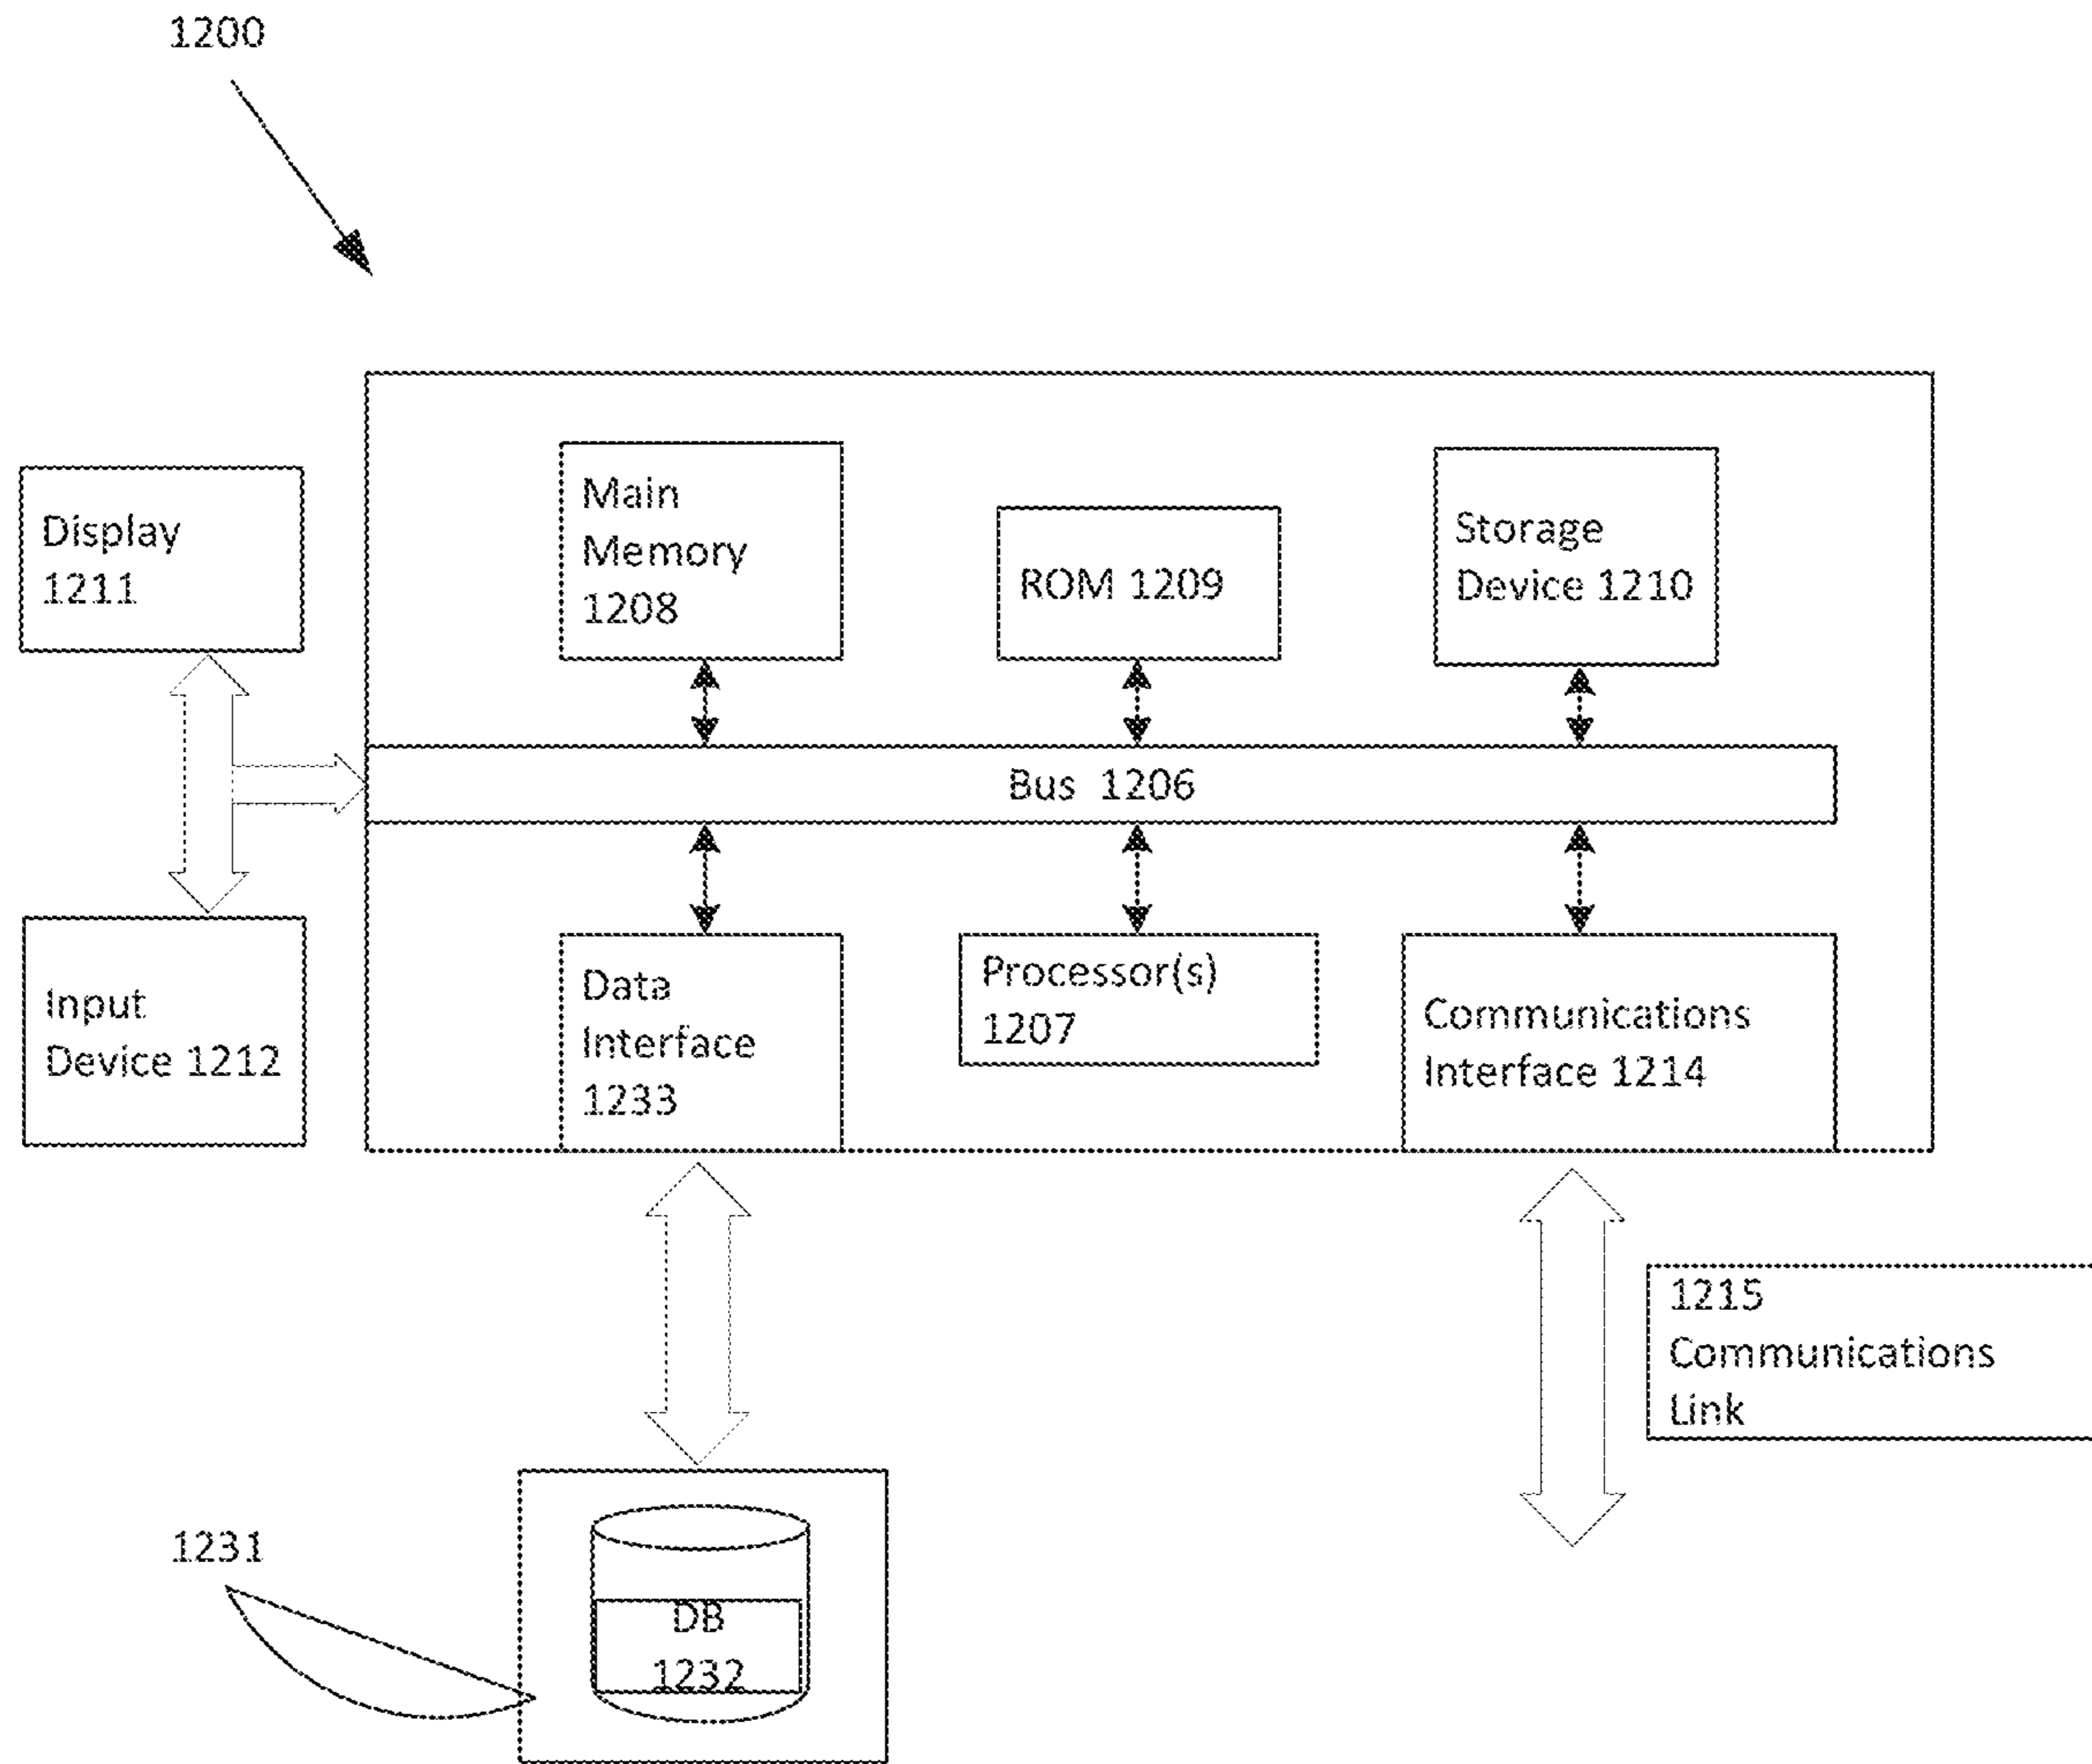 1200
Display
1211
Main
Memory
1208
ROM 1209
Storage
Device 1210
Bus 1206
Input
Device 1212
Data
Interface
1233
Processor(s)
1207
Communications
Interface 1214
1215
Communications
Link
1231
DB
1232